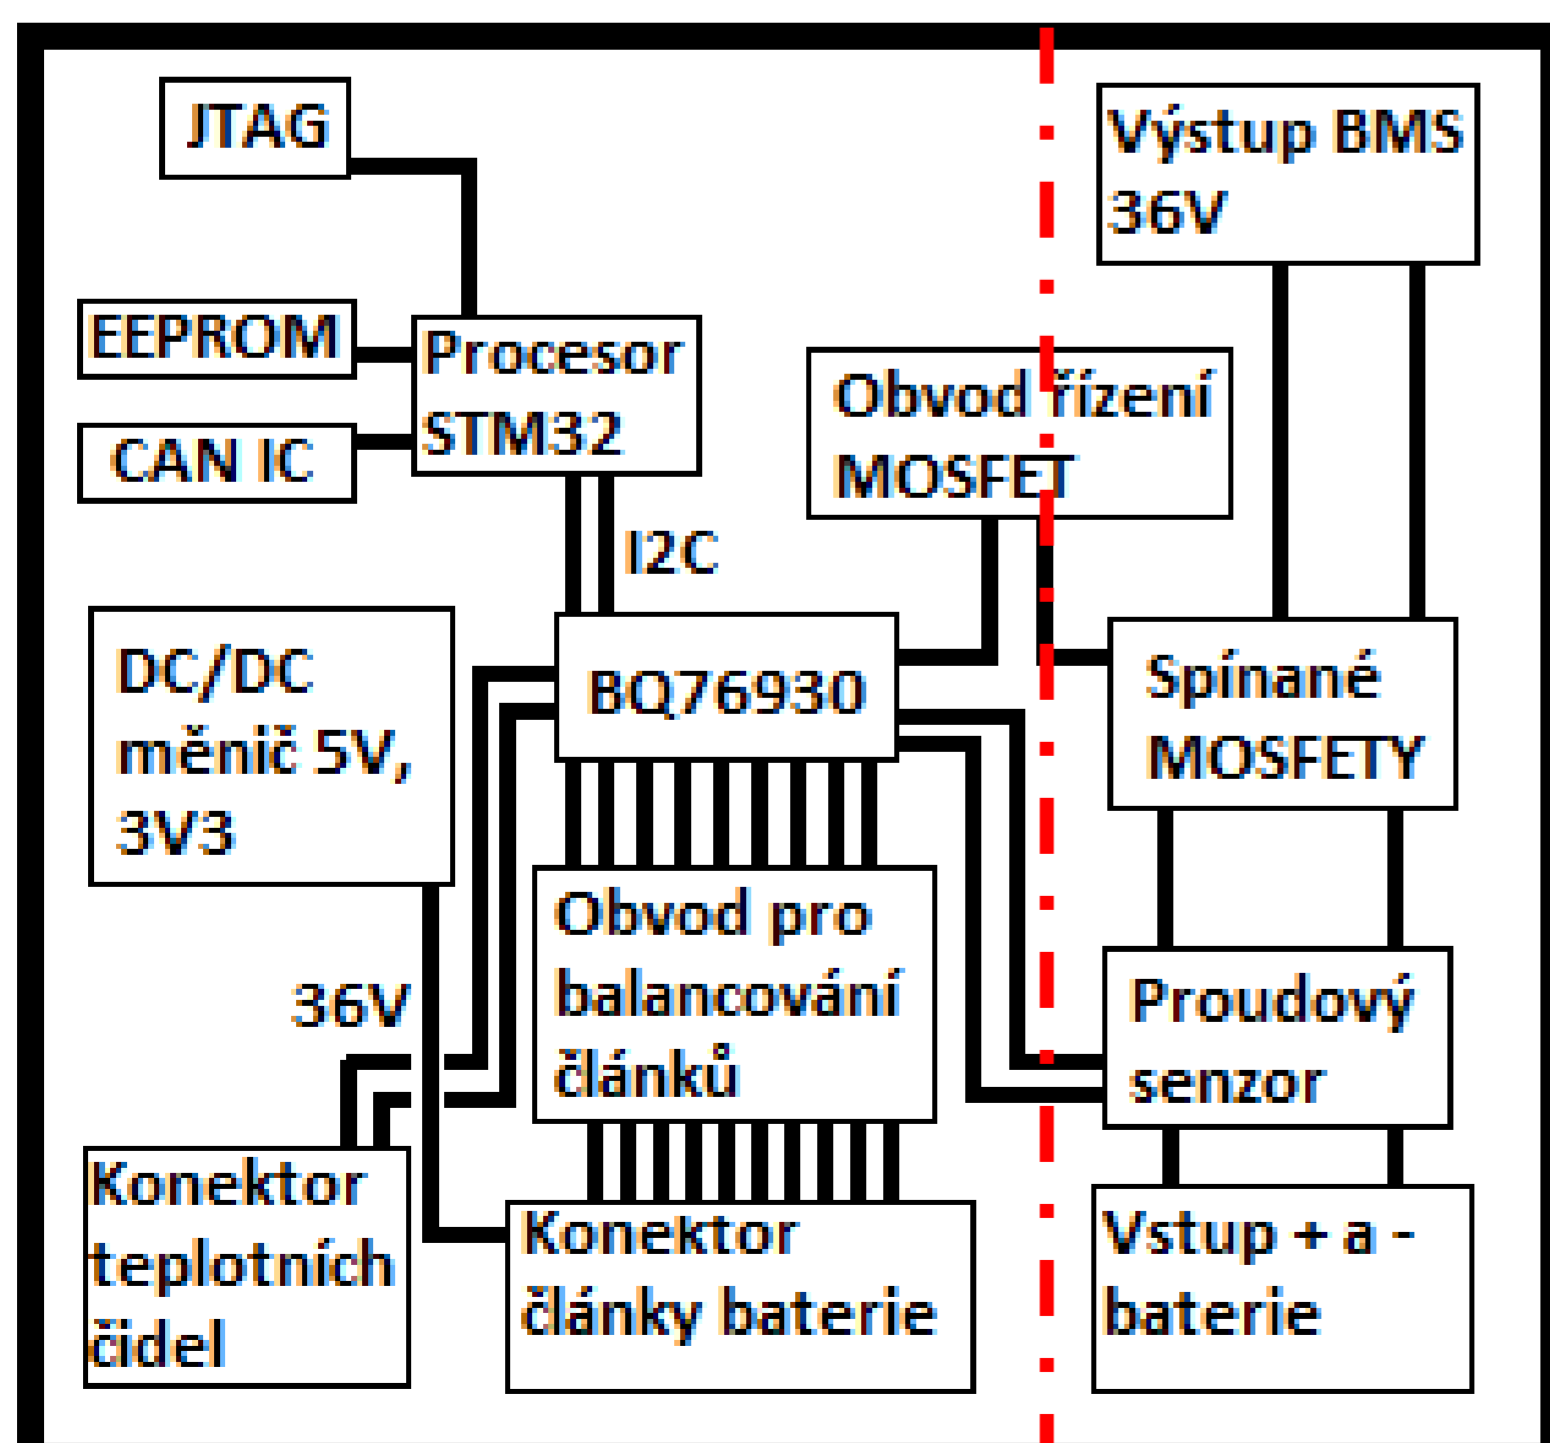 JTAG
Výstup BMS
36V
EEPROM
Procesor
STM32
CAN IC
Obvod řízení
MOSFET
I2C
DC/DC
měnič 5V,
3V3
BQ76930
Spínané
MOSFETY
Obvod pro
balancování
článků
36V
Proudový
senzor
Konektor
teplotních
čidel
Konektor
články baterie
Vstup + a -
baterie